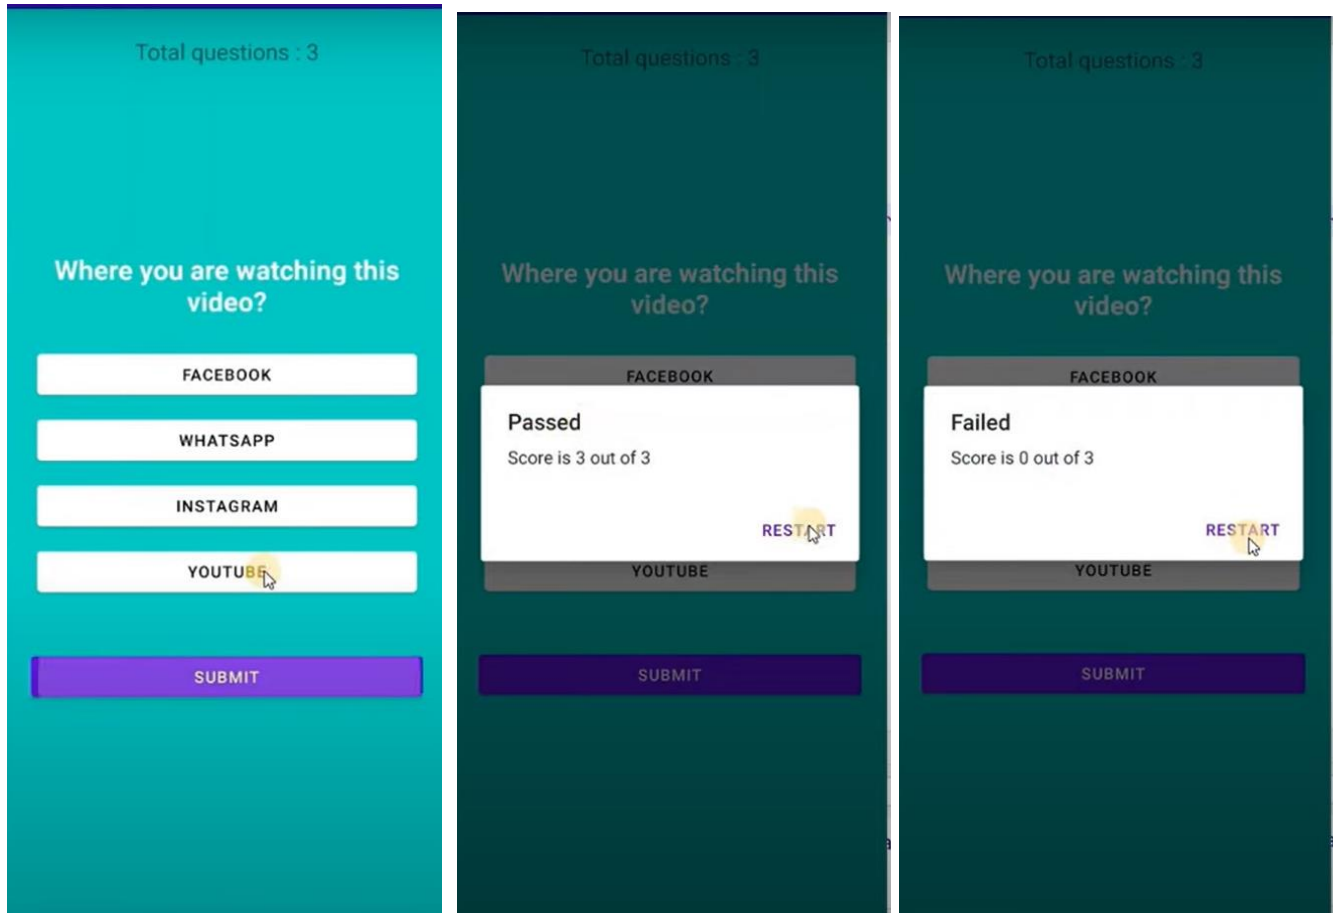 Total questions : 3
Where you are watching this
video?
FACEBOOK
WHATSAPP
INSTAGRAM
YOUTUBE
SUBMIT
Total questions : 3
Where you are watching this
video?
FACEBOOK
Passed
Score is 3 out of 3
RESTART
YOUTUBE
SUBMIT
Total questions : 3
Where you are watching this
video?
FACEBOOK
Failed
Score is 0 out of 3
RESTART
YOUTUBE
SUBMIT